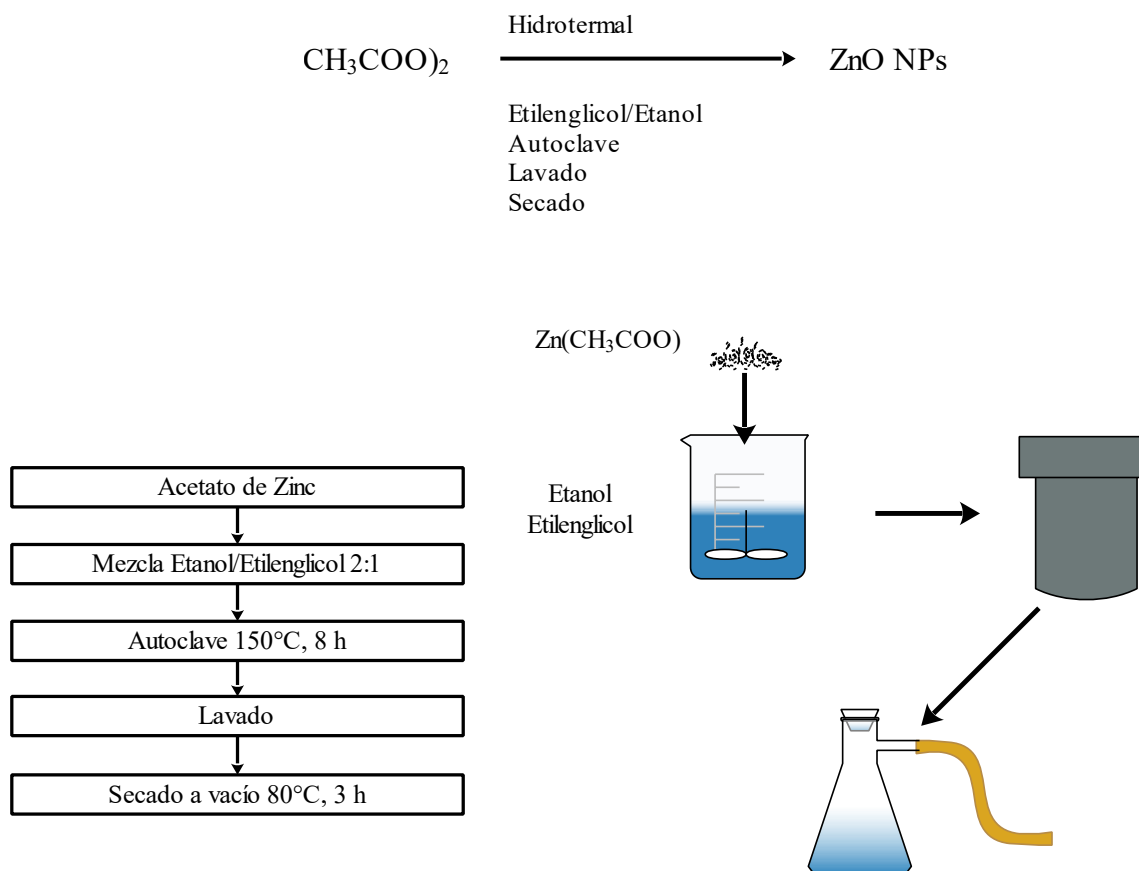 Hidrotermal
CH₃COO)₂
ZnO NPs
Etilenglicol/Etanol
Autoclave
Lavado
Secado
Zn(CH₃COO)
Etanol
Etilenglicol
Acetato de Zinc
Mezcla Etanol/Etilenglicol 2:1
Autoclave 150°C, 8 h
Lavado
Secado a vacío 80°C, 3 h